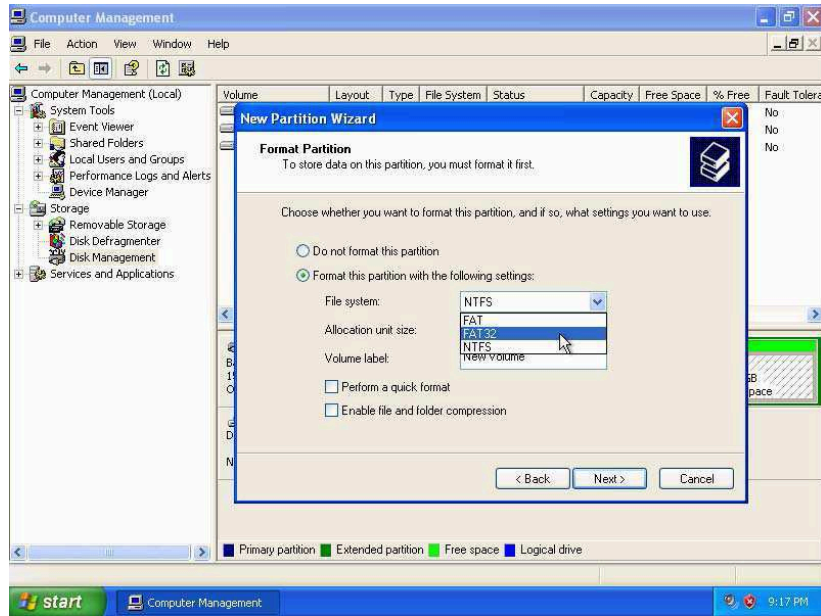 Computer Management
File Action View Window Help
Computer Management (Local)
System Tools
Event Viewer
Shared Folders
Local Users and Groups
Performance Logs and Alerts
Device Manager
Storage
Removable Storage
Disk Defragmenter
Disk Management
Services and Applications
Volume Layout Type File System Status Capacity Free Space % Free Fault Tolera
No
No
No
New Partition Wizard
Format Partition
To store data on this partition, you must format it first.
Choose whether you want to format this partition, and if so, what settings you want to use.
Do not format this partition
Format this partition with the following settings:
File system: NTFS
FAT
FAT32
NTFS
Allocation unit size:
Volume label: New Volume
Perform a quick format
Enable file and folder compression
< Back Next > Cancel
Primary partition Extended partition Free space Logical drive
start Computer Management 9:17 PM